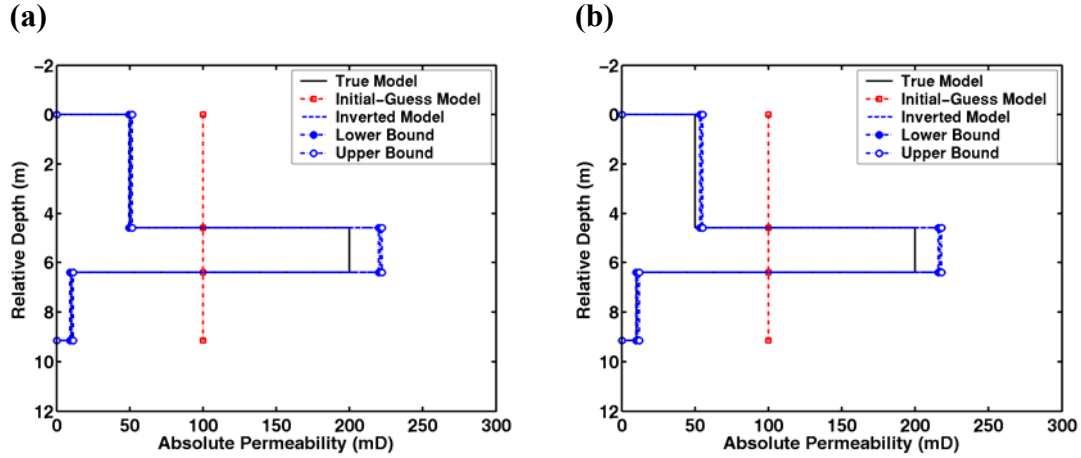 (a)
−2
0
2
4
6
8
10
12
Relative Depth (m)
True Model
Initial−Guess Model
Inverted Model
Lower Bound
Upper Bound
0 50 100 150 200 250 300
Absolute Permeability (mD)
(b)
−2
0
2
4
6
8
10
12
Relative Depth (m)
True Model
Initial−Guess Model
Inverted Model
Lower Bound
Upper Bound
0 50 100 150 200 250 300
Absolute Permeability (mD)